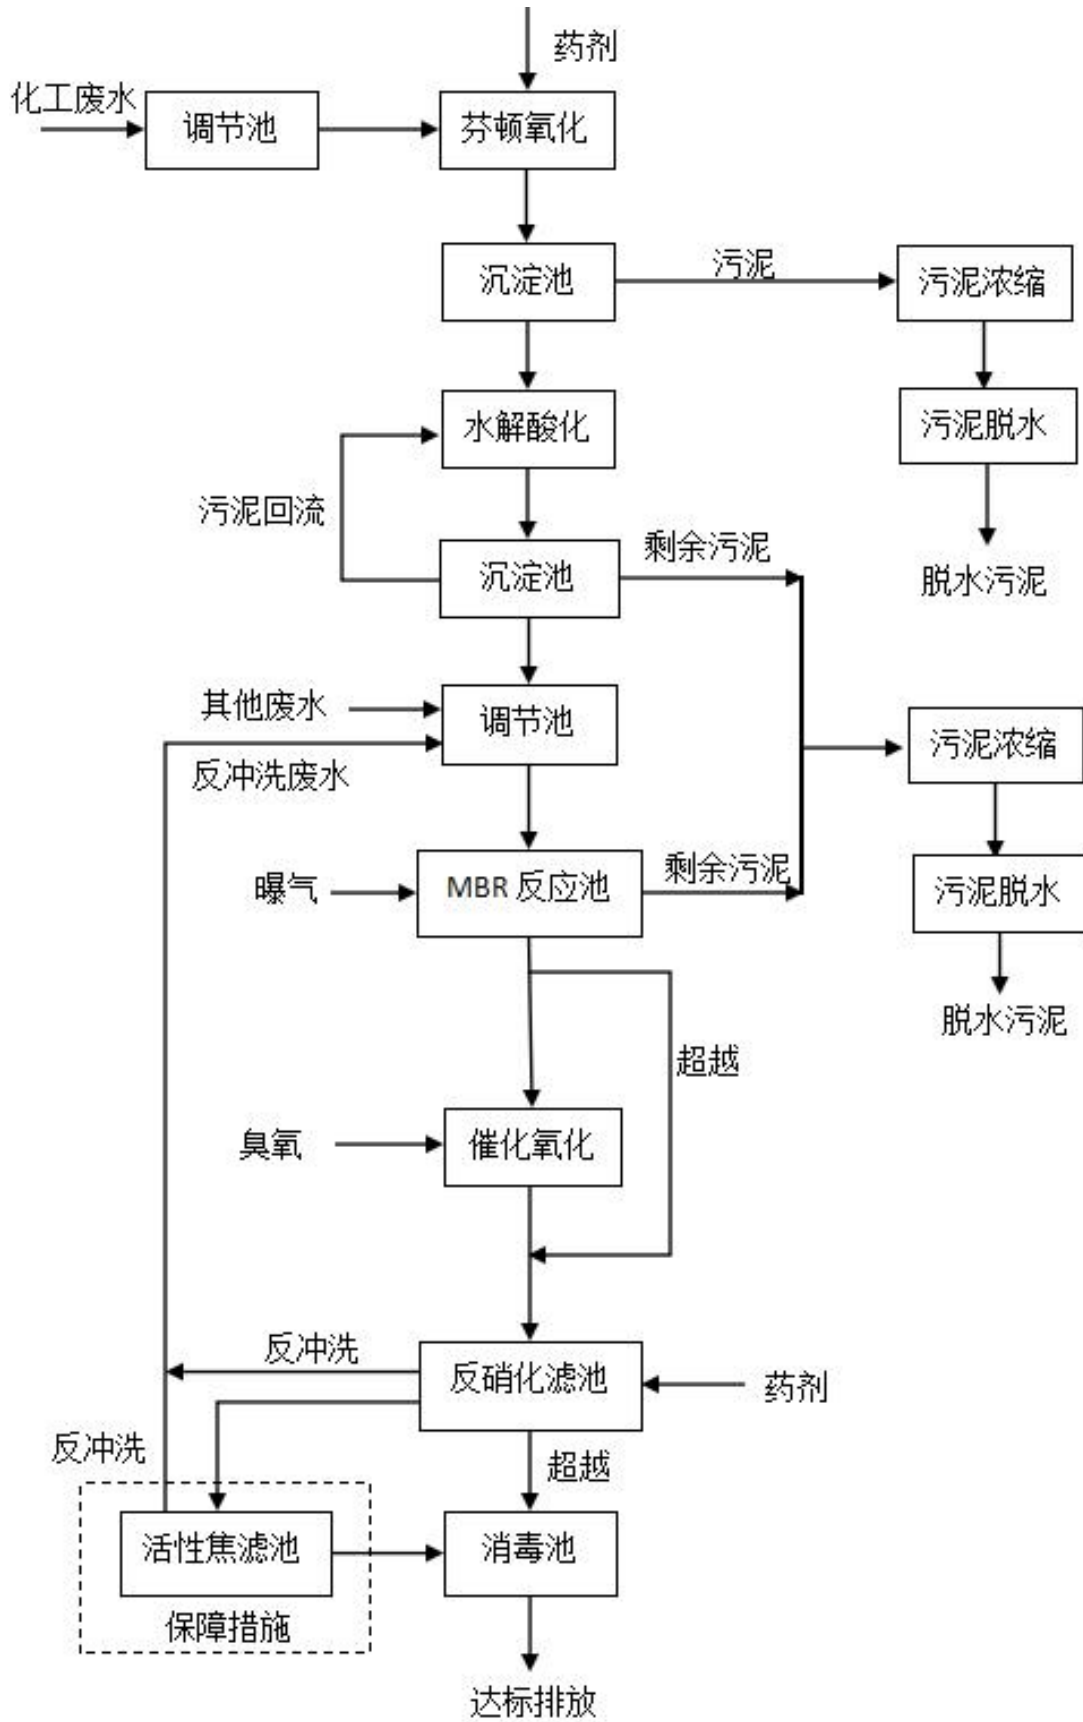 药剂
化工废水
调节池
芬顿氧化
沉淀池
污泥
污泥浓缩
水解酸化
污泥脱水
污泥回流
沉淀池
剩余污泥
脱水污泥
其他废水
调节池
反冲洗废水
污泥浓缩
曝气
MBR 反应池
剩余污泥
污泥脱水
脱水污泥
超越
臭氧
催化氧化
反冲洗
反硝化滤池
药剂
反冲洗
超越
活性焦滤池
消毒池
保障措施
达标排放